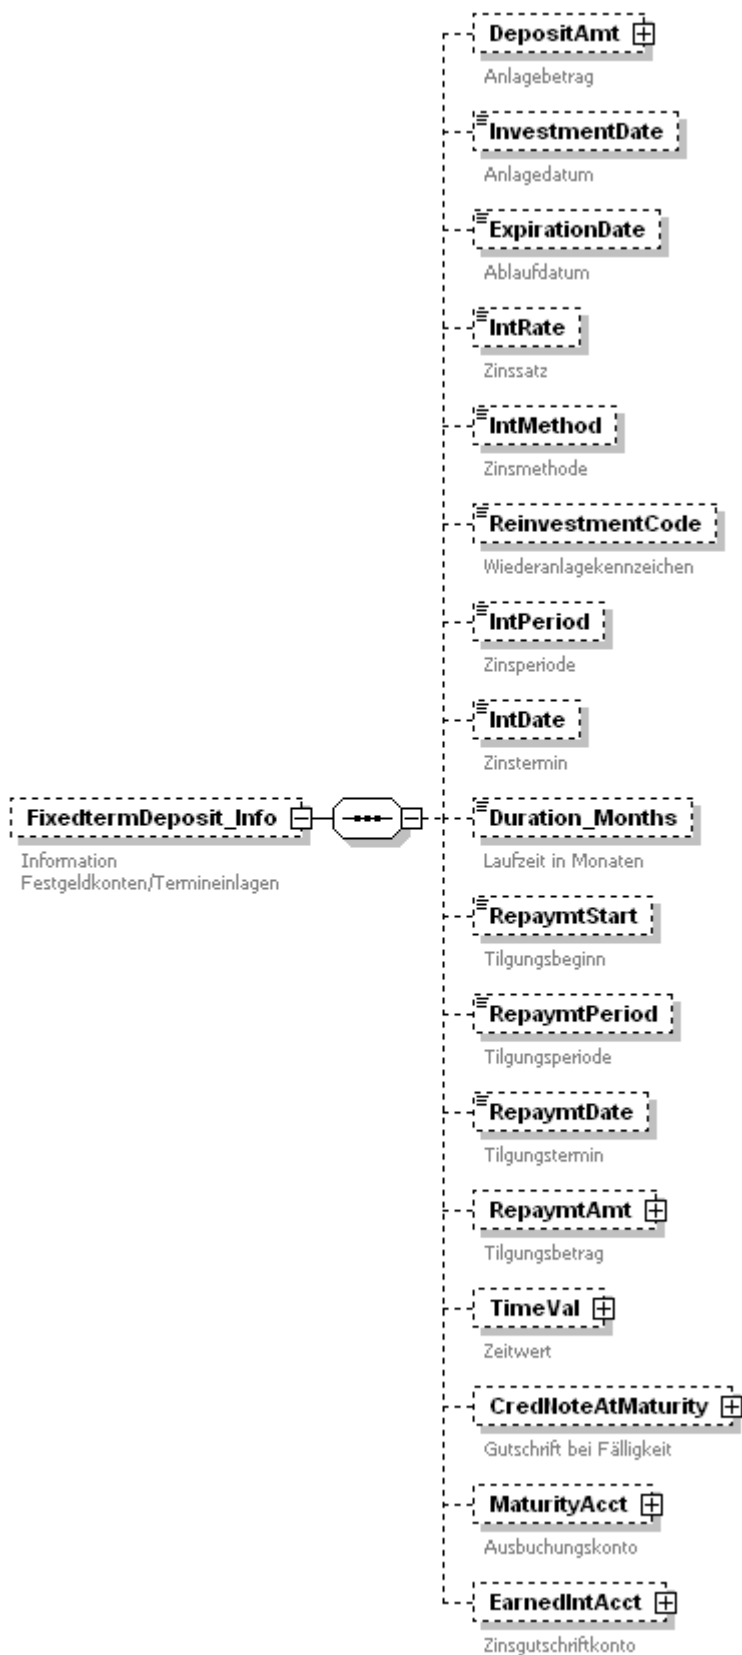 DepositAmt
Anlagebetrag
InvestmentDate
Anlagedatum
ExpirationDate
Ablaufdatum
IntRate
Zinssatz
IntMethod
Zinsmethode
ReinvestmentCode
Wiederanlagekennzeichen
IntPeriod
Zinsperiode
IntDate
Zinstermin
FixedtermDeposit_Info
Information
Festgeldkonten/Termineinlagen
Duration_Months
Laufzeit in Monaten
RepaymtStart
Tilgungsbeginn
RepaymtPeriod
Tilgungsperiode
RepaymtDate
Tilgungstermin
RepaymtAmt
Tilgungsbetrag
TimeVal
Zeitwert
CredNoteAtMaturity
Gutschrift bei Fälligkeit
MaturityAcct
Ausbuchungskonto
EarnedIntAcct
Zinsgutschriftkonto